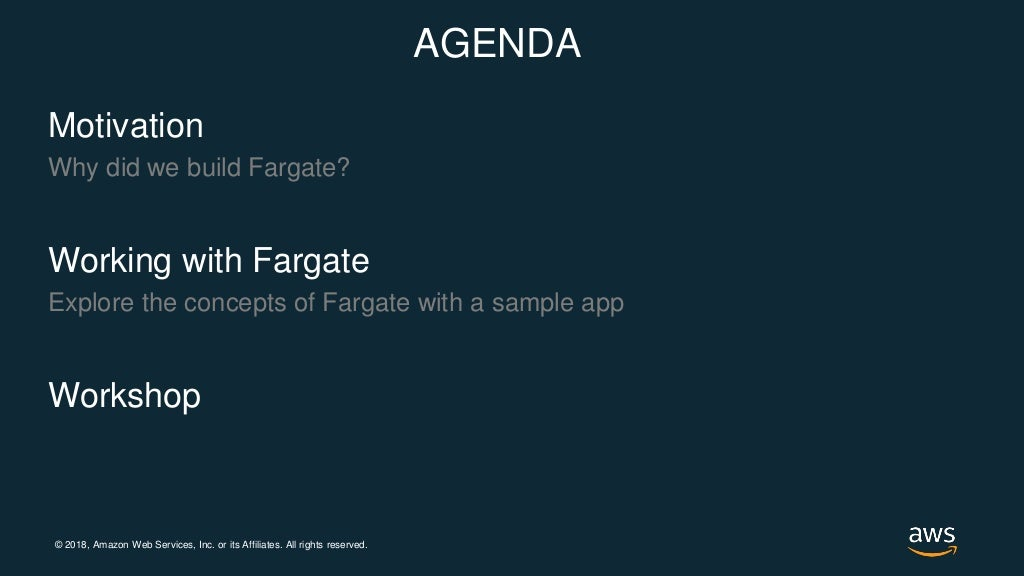 AGENDA
Motivation
Why did we build Fargate?
Working with Fargate
Explore the concepts of Fargate with a sample app
Workshop
© 2018, Amazon Web Services, Inc. or its Affiliates. All rights reserved.
aws